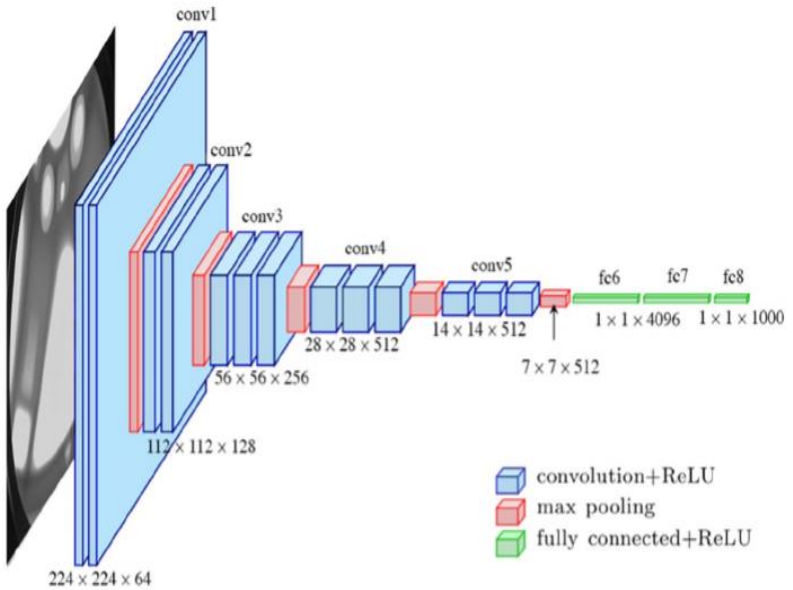 conv1
conv2
conv3
conv4
conv5
fc6
fc7
fc8
1 × 1 × 4096
1 × 1 × 1000
14 × 14 × 512
28 × 28 × 512
7 × 7 × 512
56 × 56 × 256
112 × 112 × 128
224 × 224 × 64
convolution+ReLU
max pooling
fully connected+ReLU